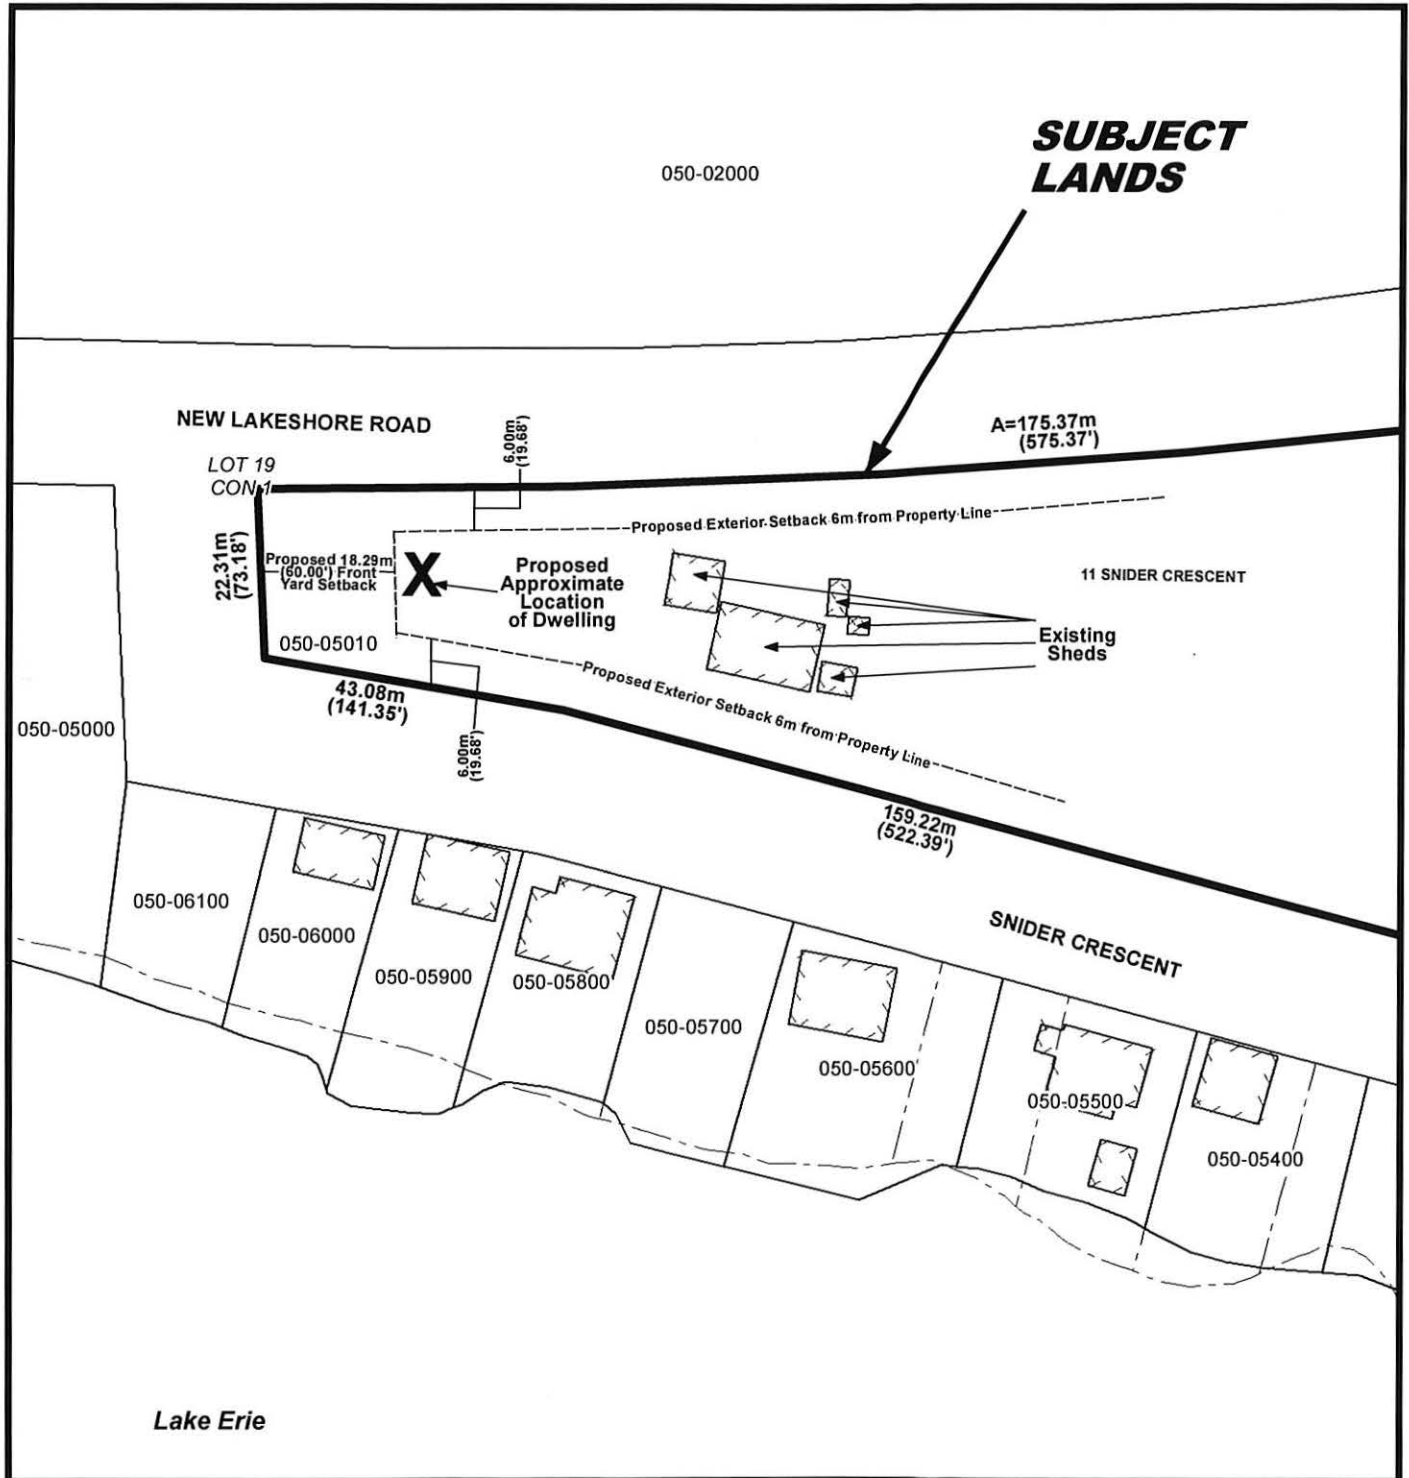 SUBJECT
LANDS
050-02000
NEW LAKESHORE ROAD
A=175.37m
(575.37')
6.00m
(19.68')
LOT 19
CON 1
22.31m
(73.18')
Proposed Exterior Setback 6m from Property Line
Proposed 18.29m
(60.00') Front
Yard Setback
X
Proposed
Approximate
Location
of Dwelling
11 SNIDER CRESCENT
Existing
Sheds
050-05010
43.08m
(141.35')
Proposed Exterior Setback 6m from Property Line
6.00m
(19.68')
050-05000
159.22m
(522.39')
SNIDER CRESCENT
050-06100
050-06000
050-05900
050-05800
050-05700
050-05600
050-05500
050-05400
Lake Erie